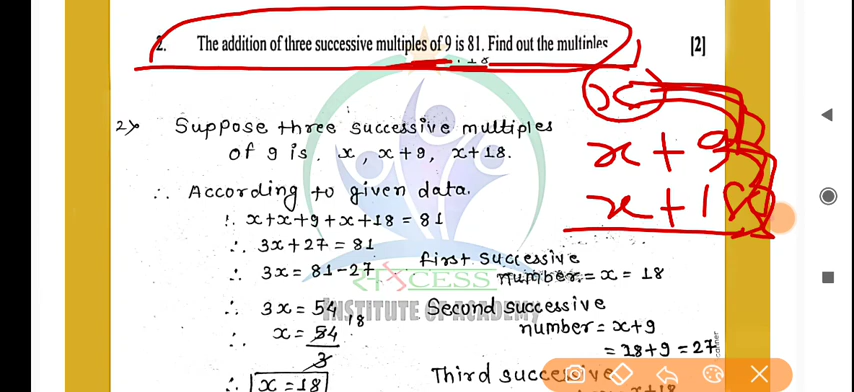 2. The addition of three successive multiples of 9 is 81. Find out the multiples [2]
x
x + 9
x + 18
2) Suppose three successive multiples
of 9 is x, x+9, x+18.
∴ According to given data.
∴ x+x+9+x+18 = 81
∴ 3x+27 = 81
∴ 3x = 81-27
∴ 3x = 54
∴ x = 54 18
3
∴ x = 18
First successive
number = x = 18
Second successive
number = x+9
= 18+9 = 27
Third successive
x+18
SUCCESS
INSTITUTE OF ACADEMY